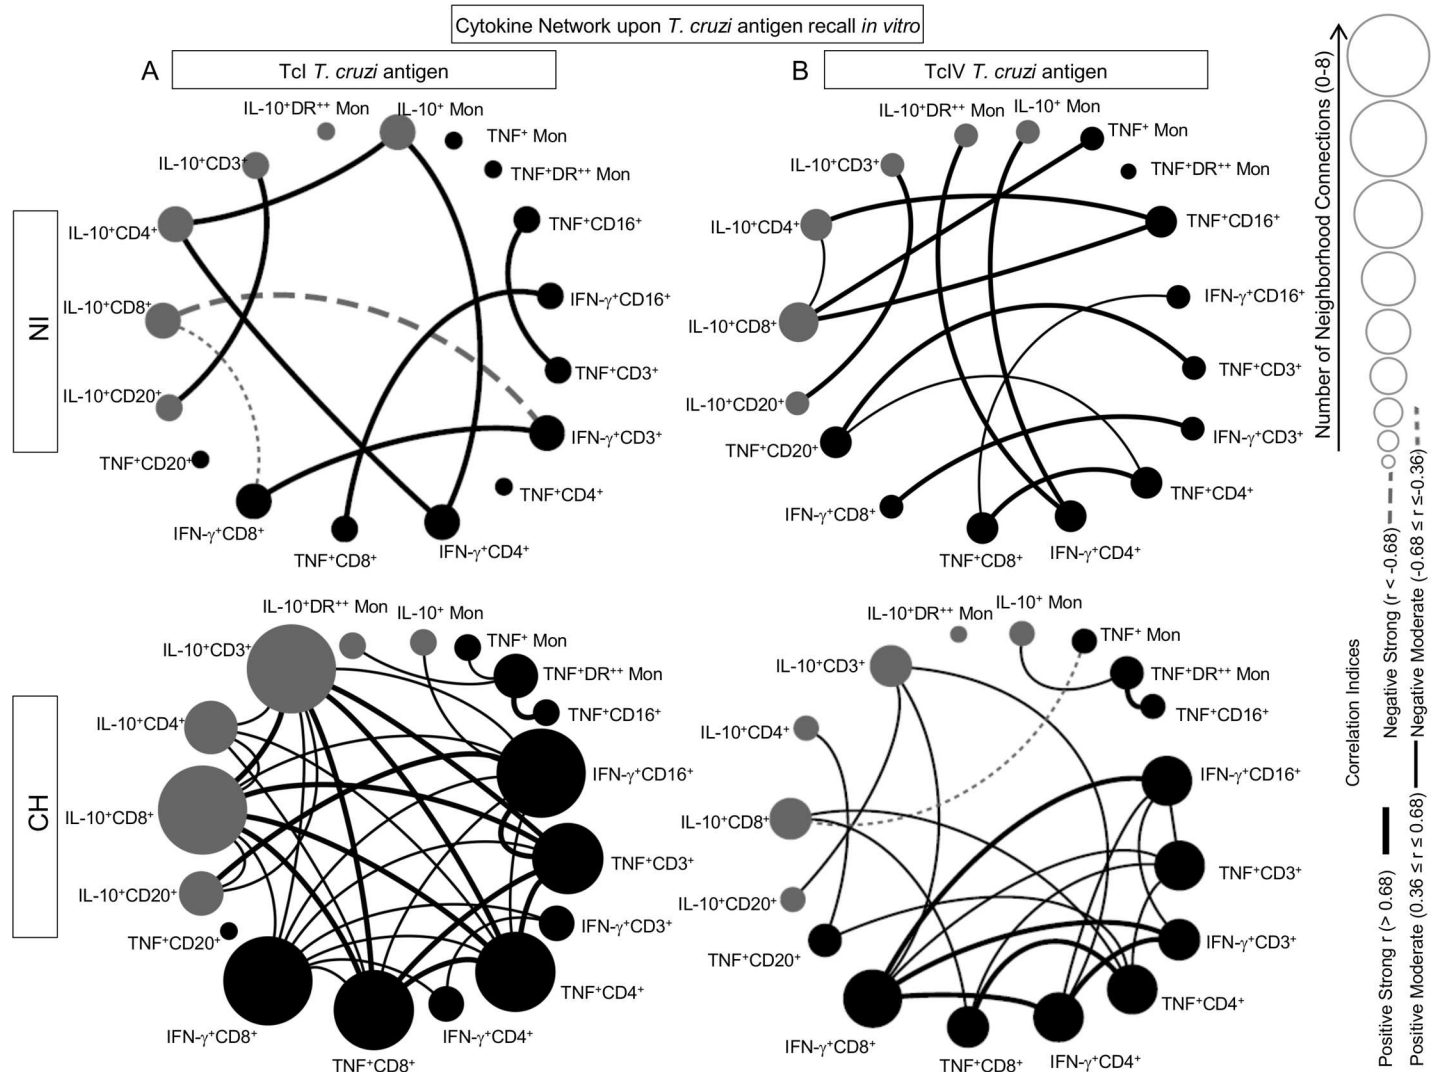 Cytokine Network upon T. cruzi antigen recall in vitro
A
TcI T. cruzi antigen
B
TcIV T. cruzi antigen
NI
IL-10⁺DR⁺⁺ Mon
IL-10⁺ Mon
TNF⁺ Mon
TNF⁺DR⁺⁺ Mon
TNF⁺CD16⁺
IFN-γ⁺CD16⁺
TNF⁺CD3⁺
IFN-γ⁺CD3⁺
TNF⁺CD4⁺
IFN-γ⁺CD4⁺
TNF⁺CD8⁺
IFN-γ⁺CD8⁺
TNF⁺CD20⁺
IL-10⁺CD20⁺
IL-10⁺CD8⁺
IL-10⁺CD4⁺
IL-10⁺CD3⁺
IL-10⁺DR⁺⁺ Mon
IL-10⁺ Mon
TNF⁺ Mon
TNF⁺DR⁺⁺ Mon
TNF⁺CD16⁺
IFN-γ⁺CD16⁺
TNF⁺CD3⁺
IFN-γ⁺CD3⁺
TNF⁺CD4⁺
IFN-γ⁺CD4⁺
TNF⁺CD8⁺
IFN-γ⁺CD8⁺
TNF⁺CD20⁺
IL-10⁺CD20⁺
IL-10⁺CD8⁺
IL-10⁺CD4⁺
IL-10⁺CD3⁺
CH
IL-10⁺DR⁺⁺ Mon
IL-10⁺ Mon
TNF⁺ Mon
TNF⁺DR⁺⁺ Mon
TNF⁺CD16⁺
IFN-γ⁺CD16⁺
TNF⁺CD3⁺
IFN-γ⁺CD3⁺
TNF⁺CD4⁺
IFN-γ⁺CD4⁺
TNF⁺CD8⁺
IFN-γ⁺CD8⁺
TNF⁺CD20⁺
IL-10⁺CD20⁺
IL-10⁺CD8⁺
IL-10⁺CD4⁺
IL-10⁺CD3⁺
IL-10⁺DR⁺⁺ Mon
IL-10⁺ Mon
TNF⁺ Mon
TNF⁺DR⁺⁺ Mon
TNF⁺CD16⁺
IFN-γ⁺CD16⁺
TNF⁺CD3⁺
IFN-γ⁺CD3⁺
TNF⁺CD4⁺
IFN-γ⁺CD4⁺
TNF⁺CD8⁺
IFN-γ⁺CD8⁺
TNF⁺CD20⁺
IL-10⁺CD20⁺
IL-10⁺CD8⁺
IL-10⁺CD4⁺
IL-10⁺CD3⁺
Number of Neighborhood Connections (0-8)
Correlation Indices
Negative Strong (r < -0.68)
Negative Moderate (-0.68 ≤ r ≤-0.36)
Positive Strong r (> 0.68)
Positive Moderate (0.36 ≤ r ≤ 0.68)